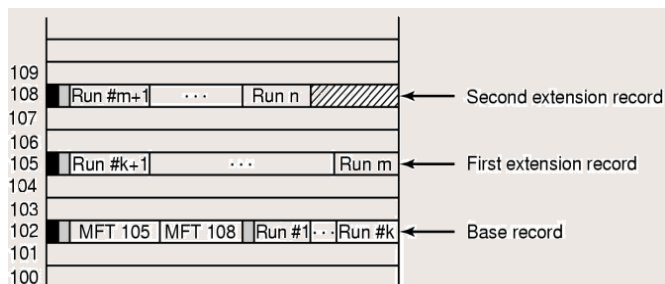 109
108 Run #m+1 ··· Run n Second extension record
107
106
105 Run #k+1 ··· Run m First extension record
104
103
102 MFT 105 MFT 108 Run #1 ··· Run #k Base record
101
100